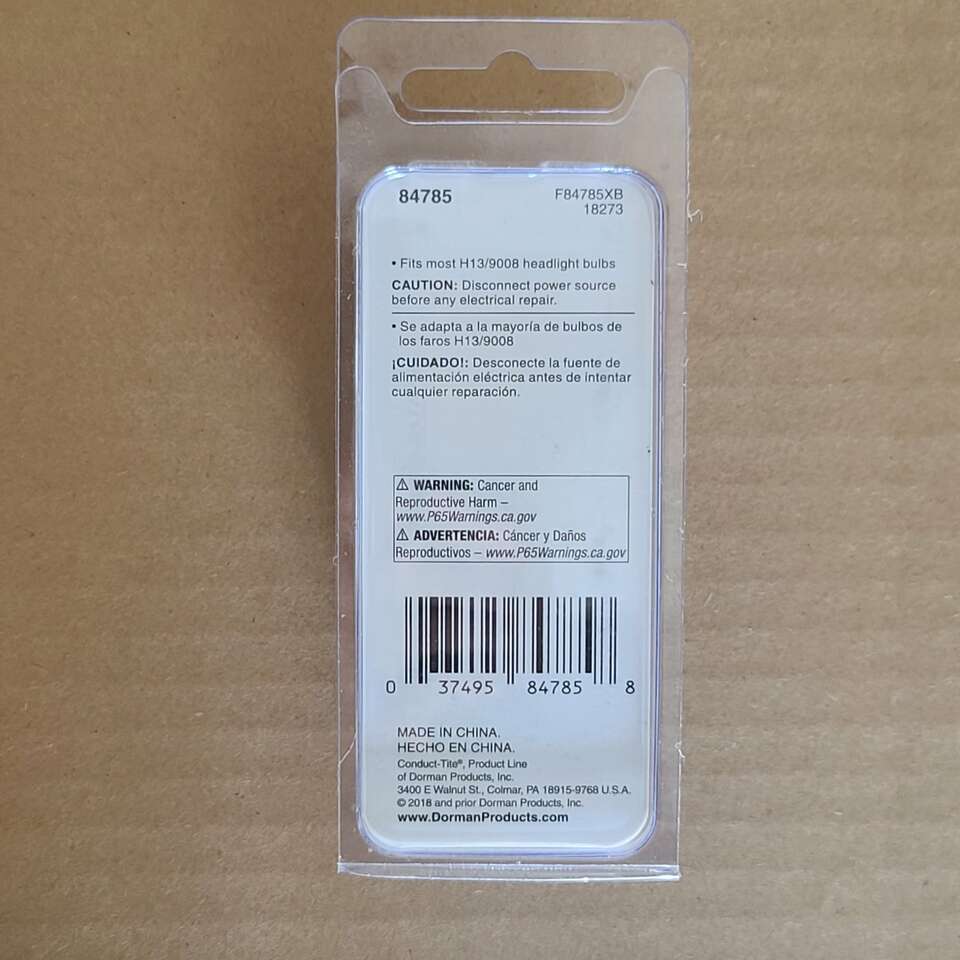 84785 F84785XB
18273
• Fits most H13/9008 headlight bulbs
CAUTION: Disconnect power source
before any electrical repair.
• Se adapta a la mayoría de bulbos de
los faros H13/9008
¡CUIDADO!: Desconecte la fuente de
alimentación eléctrica antes de intentar
cualquier reparación.
⚠ WARNING: Cancer and
Reproductive Harm –
www.P65Warnings.ca.gov
⚠ ADVERTENCIA: Cáncer y Daños
Reproductivos – www.P65Warnings.ca.gov
0 37495 84785 8
MADE IN CHINA.
HECHO EN CHINA.
Conduct-Tite®, Product Line
of Dorman Products, Inc.
3400 E Walnut St., Colmar, PA 18915-9768 U.S.A.
© 2018 and prior Dorman Products, Inc.
www.DormanProducts.com